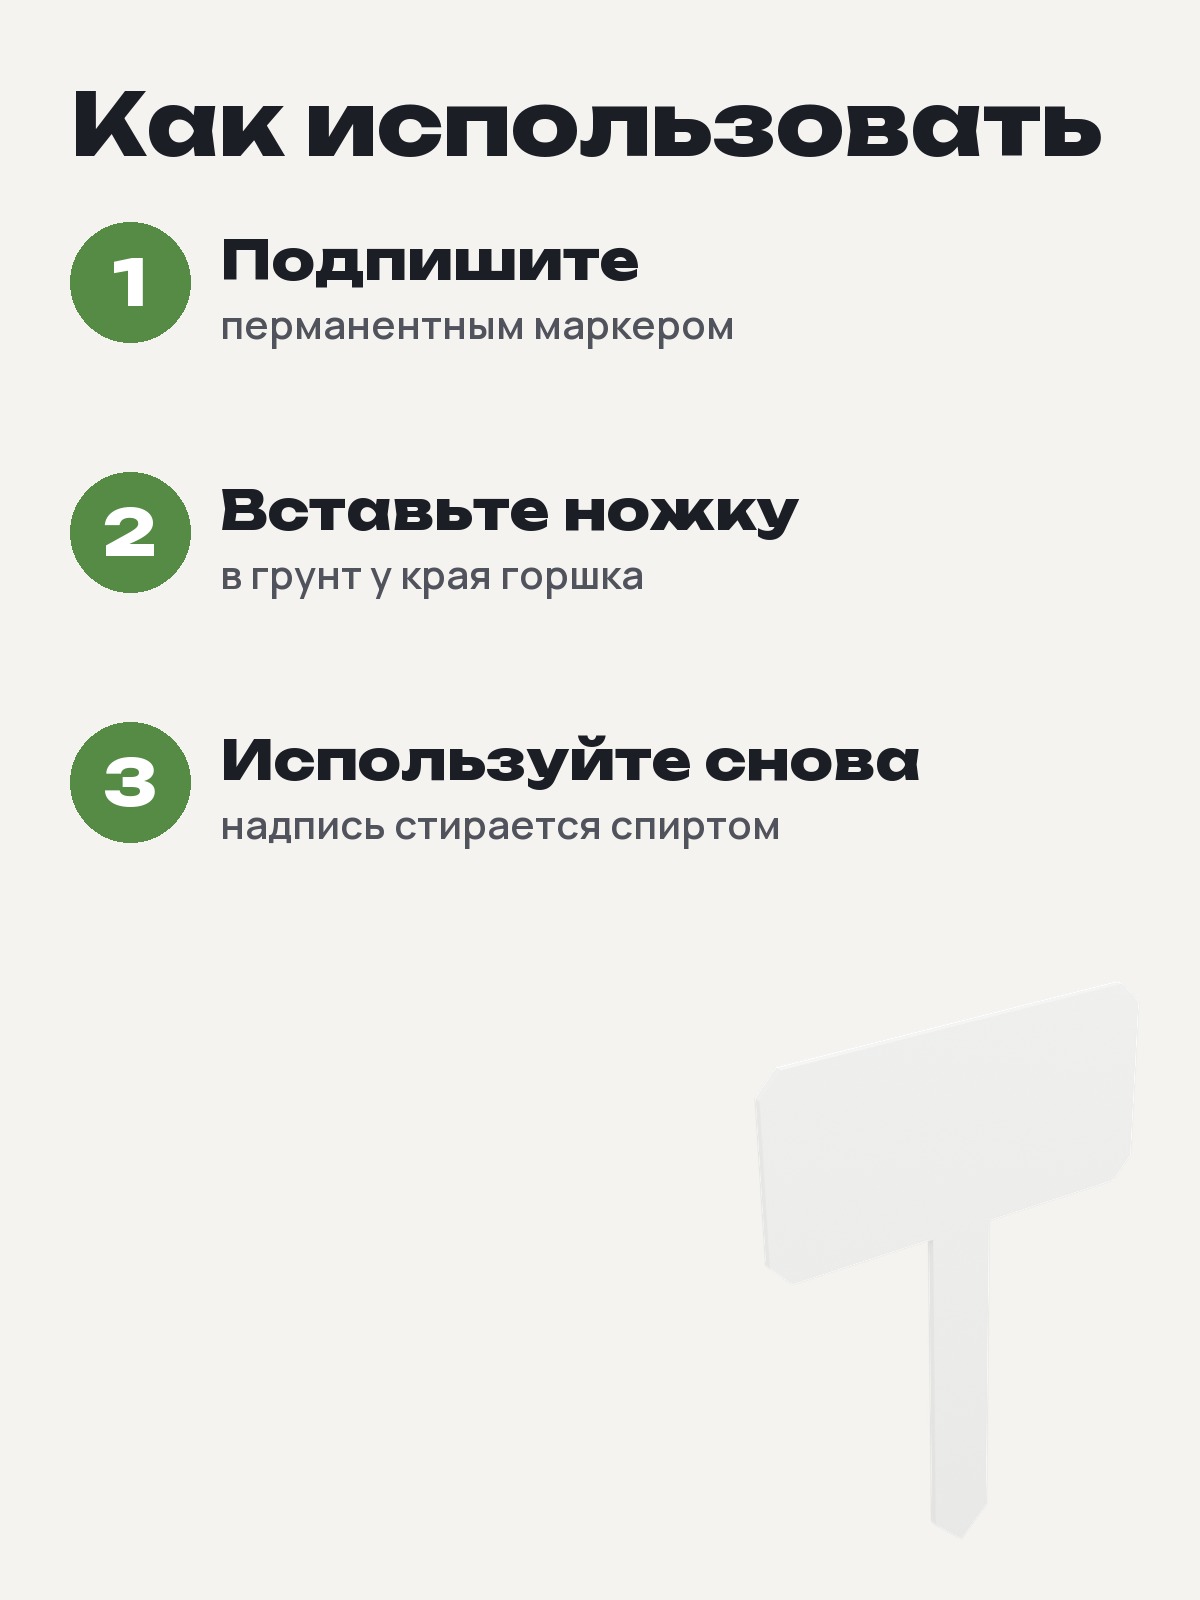 Как использовать
1
Подпишите
перманентным маркером
2
Вставьте ножку
в грунт у края горшка
3
Используйте снова
надпись стирается спиртом